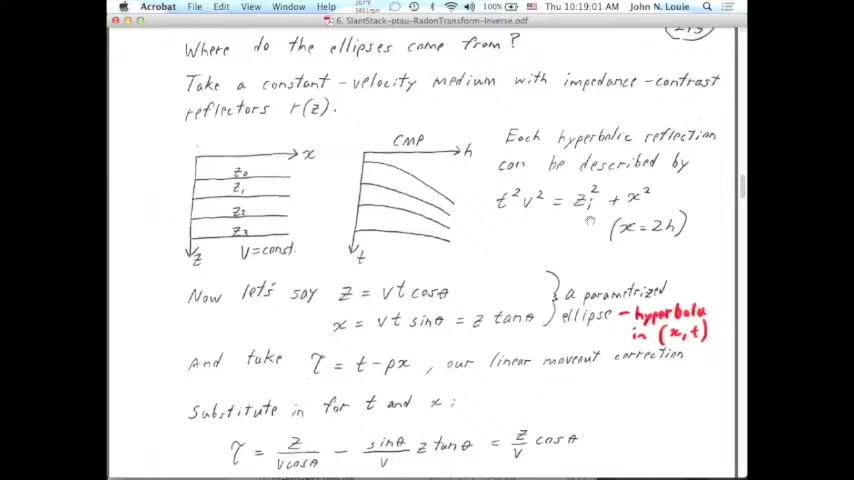 Acrobat File Edit View Window Help 100% Thu 10:19:01 AM John N. Louie
6. SlantStack-ptau-RadonTransform-Inverse.pdf
Where do the ellipses come from?
Take a constant-velocity medium with impedance-contrast
reflectors r(z).
CMP
Each hyperbolic reflection
can be described by
x
h
z₀
z₁
z₂
z₃
t²v² = zᵢ² + x²
(x = 2h)
z
V = const.
t
Now let's say z = vt cosθ
x = vt sinθ = z tanθ
} a parametrized
ellipse - hyperbola
in (x,t)
And take τ = t - px, our linear moveout correction
Substitute in for t and x:
τ = z/(v cosθ) - (sinθ/v) z tanθ = (z/v) cosθ